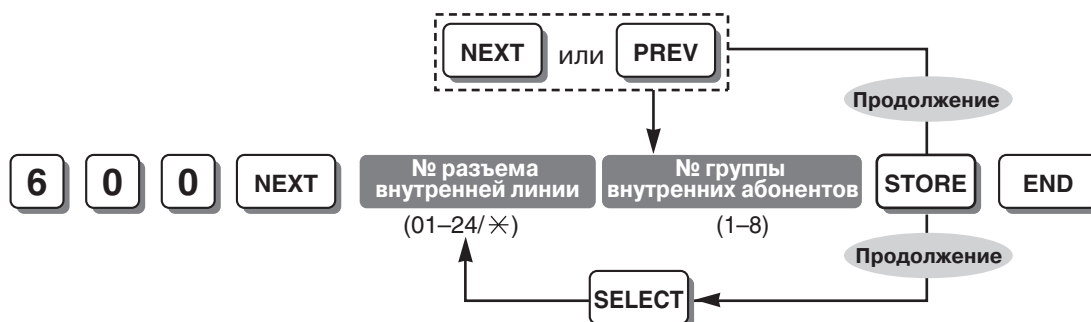 NEXT или PREV
Продолжение
6 0 0 NEXT № разъема внутренней линии № группы внутренних абонентов STORE END
(01–24/✳) (1–8)
Продолжение
SELECT